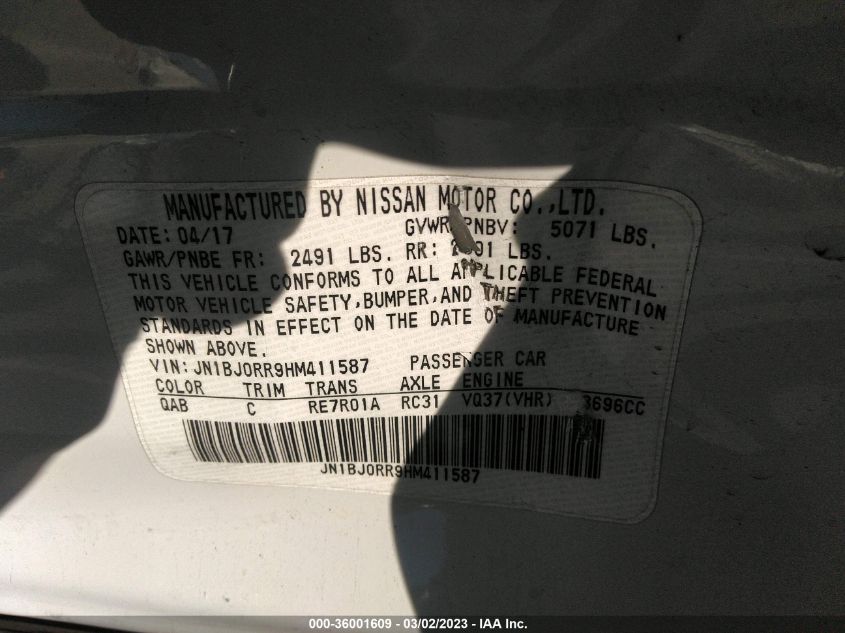 MANUFACTURED BY NISSAN MOTOR CO.,LTD.
DATE: 04/17 GVWR/PNBV: 5071 LBS.
GAWR/PNBE FR: 2491 LBS. RR: LBS.
THIS VEHICLE CONFORMS TO ALL APPLICABLE FEDERAL
MOTOR VEHICLE SAFETY,BUMPER,AND THEFT PREVENTION
STANDARDS IN EFFECT ON THE DATE OF MANUFACTURE
SHOWN ABOVE.
VIN: JN1BJ0RR9HM411587 PASSENGER CAR
COLOR TRIM TRANS AXLE ENGINE
QAB C RE7R01A RC31 VQ37(VHR) 3696CC
JN1BJ0RR9HM411587
000-36001609 - 03/02/2023 - IAA Inc.